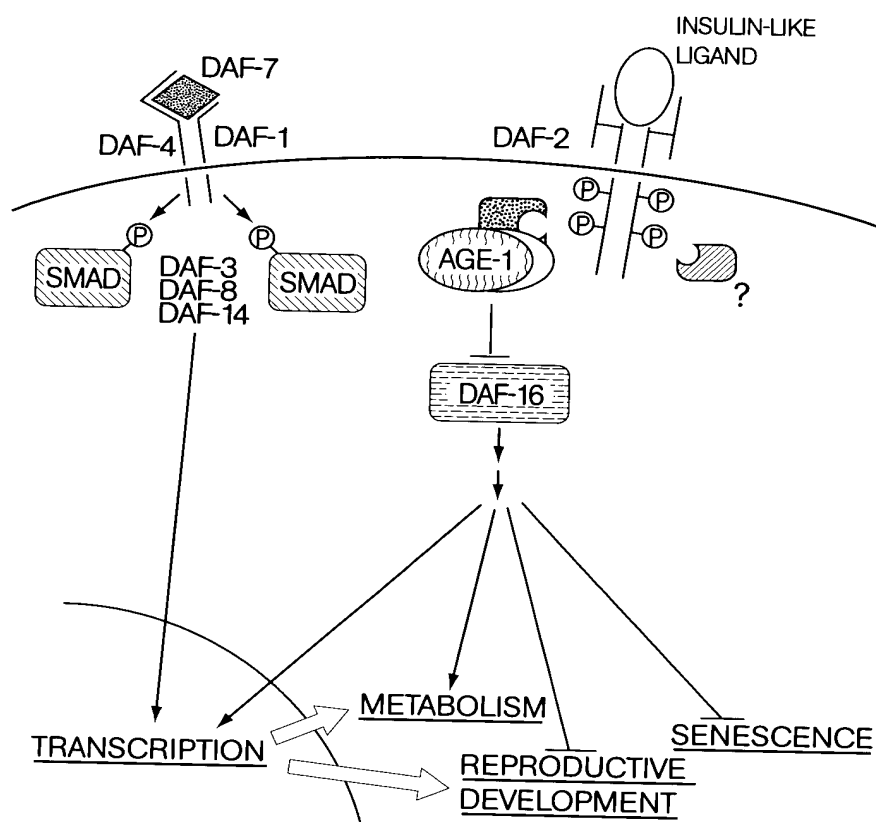 INSULIN-LIKE
LIGAND
DAF-7
DAF-4
DAF-1
DAF-2
P
P
P
P
P
P
SMAD
DAF-3
DAF-8
DAF-14
SMAD
AGE-1
?
DAF-16
METABOLISM
TRANSCRIPTION
SENESCENCE
REPRODUCTIVE
DEVELOPMENT